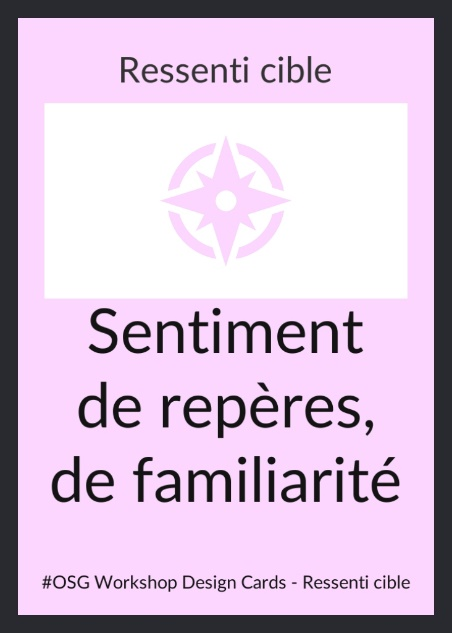 Ressenti cible
Sentiment
de repères,
de familiarité
#OSG Workshop Design Cards - Ressenti cible